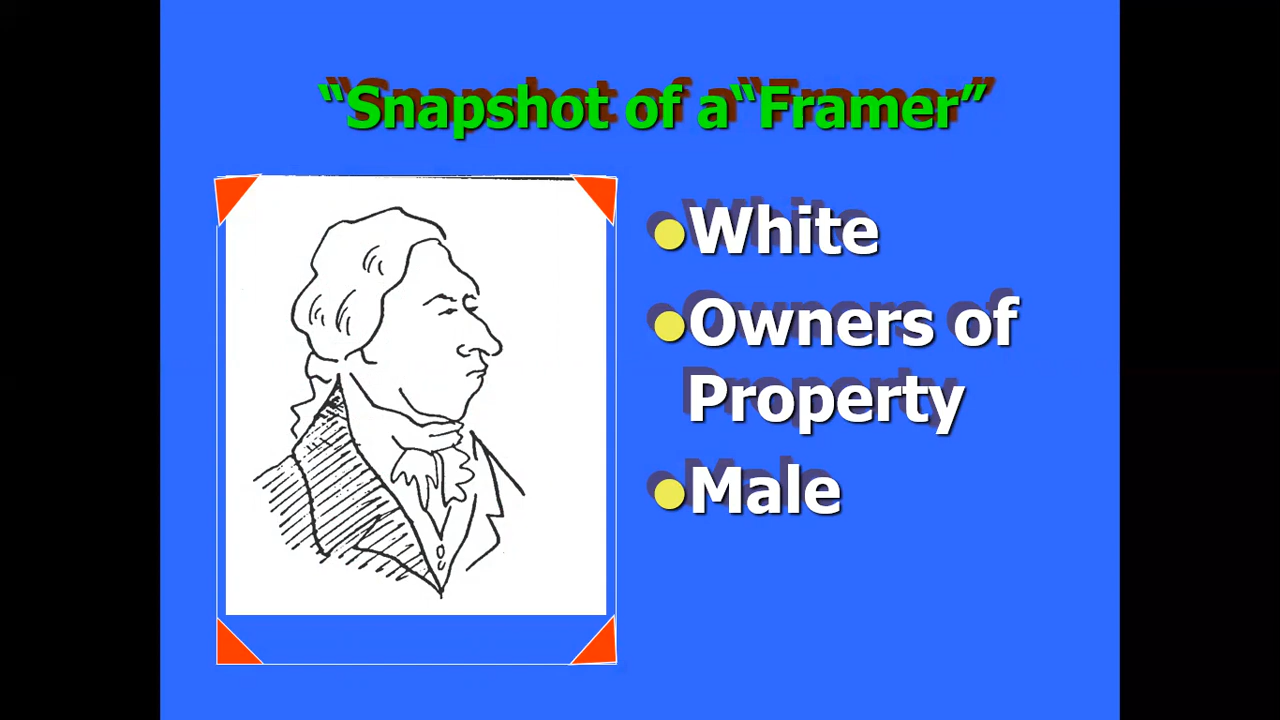 “Snapshot of a“Framer”
•White
•Owners of
Property
•Male